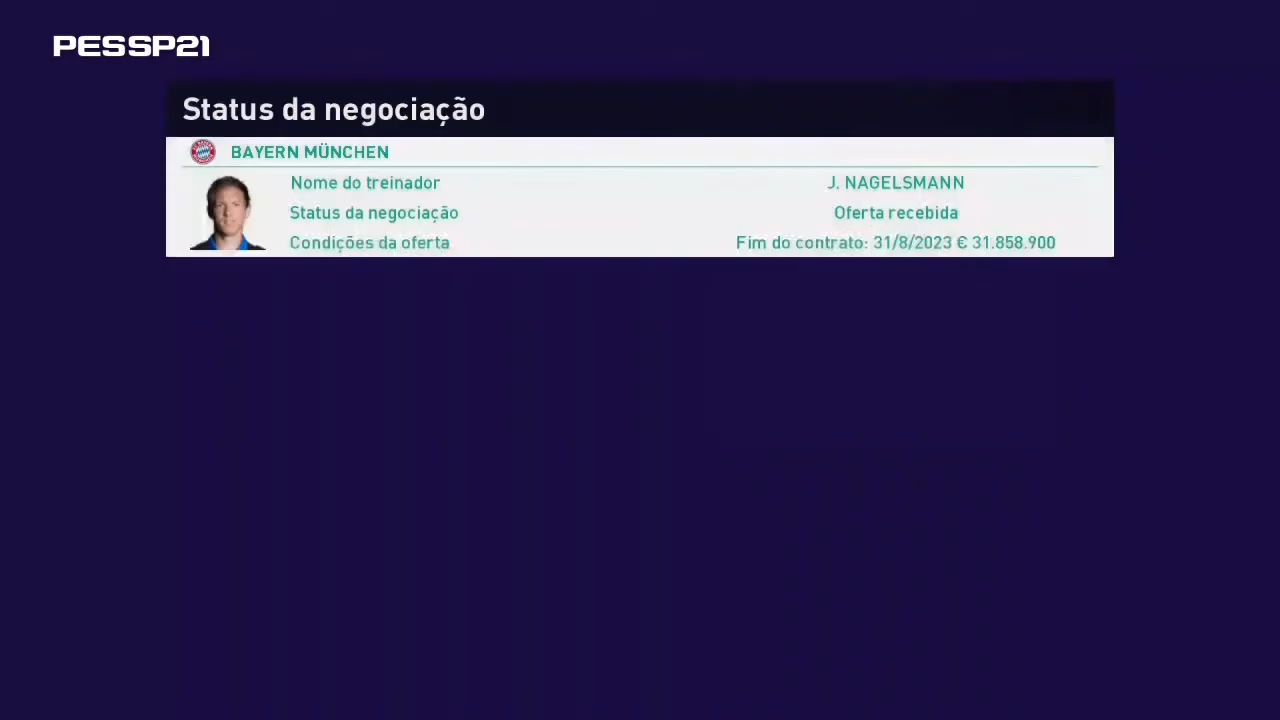 PESSP21
Status da negociação
BAYERN MÜNCHEN
Nome do treinador J. NAGELSMANN
Status da negociação Oferta recebida
Condições da oferta Fim do contrato: 31/8/2023 € 31.858.900